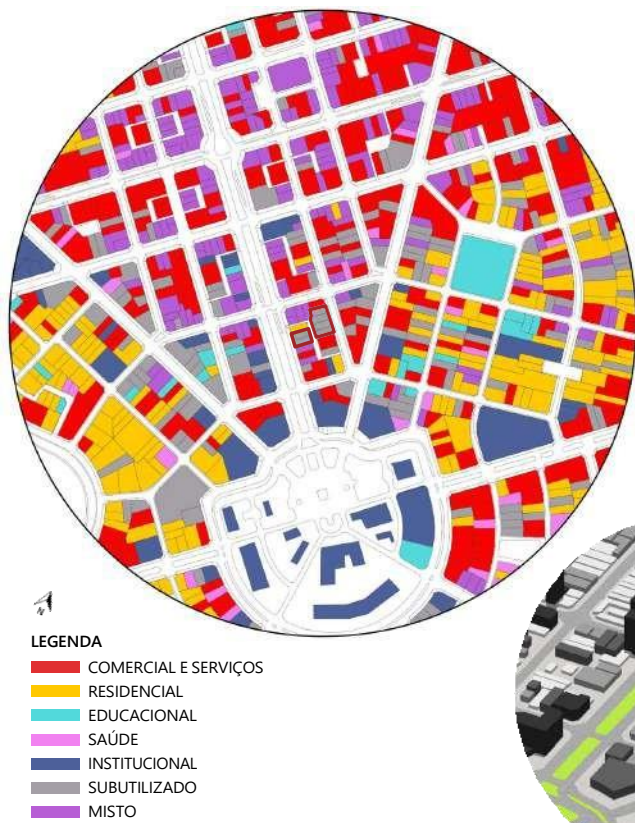 N
LEGENDA
COMERCIAL E SERVIÇOS
RESIDENCIAL
EDUCACIONAL
SAÚDE
INSTITUCIONAL
SUBUTILIZADO
MISTO